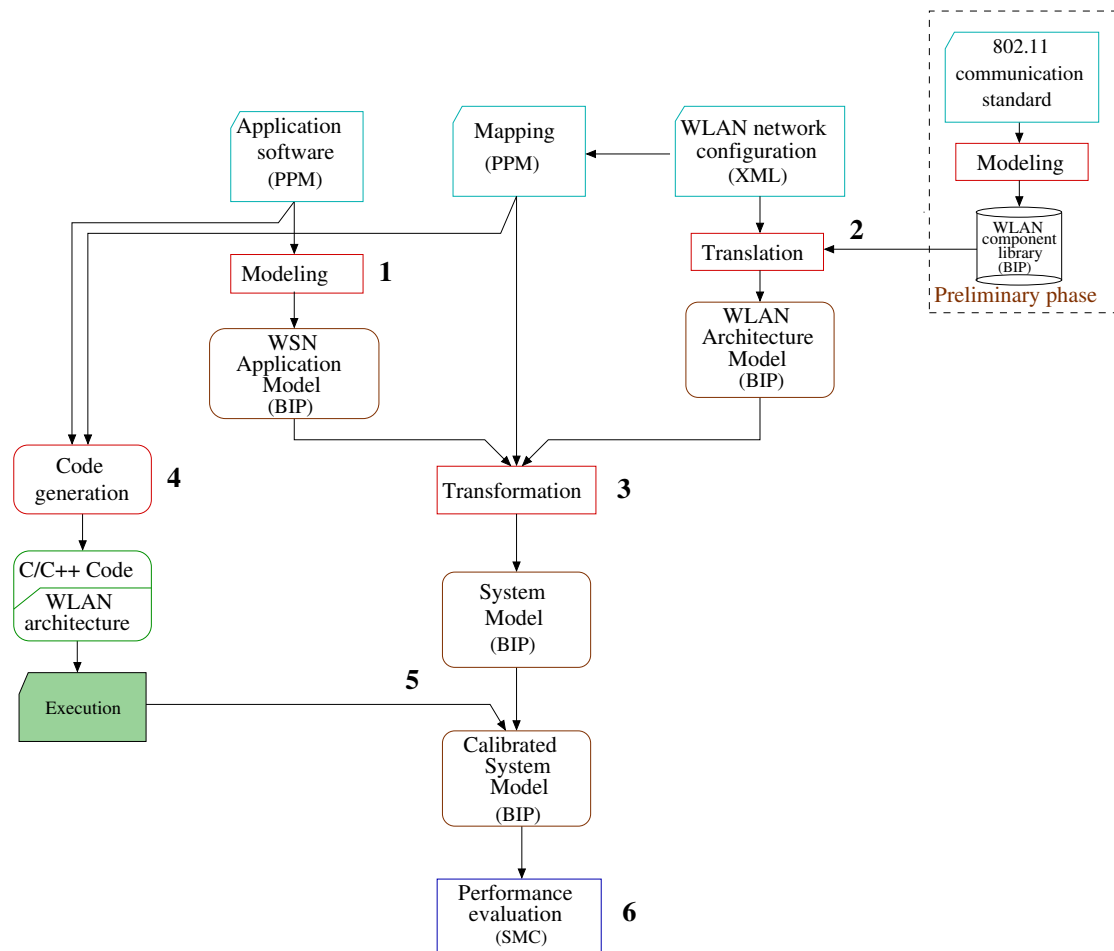 802.11
communication
standard
Modeling
WLAN
component
library
(BIP)
Preliminary phase
Application
software
(PPM)
Mapping
(PPM)
WLAN network
configuration
(XML)
2
Translation
Modeling
1
WSN
Application
Model
(BIP)
WLAN
Architecture
Model
(BIP)
Code
generation
4
Transformation
3
C/C++ Code
WLAN
architecture
System
Model
(BIP)
5
Execution
Calibrated
System
Model
(BIP)
Performance
evaluation
(SMC)
6